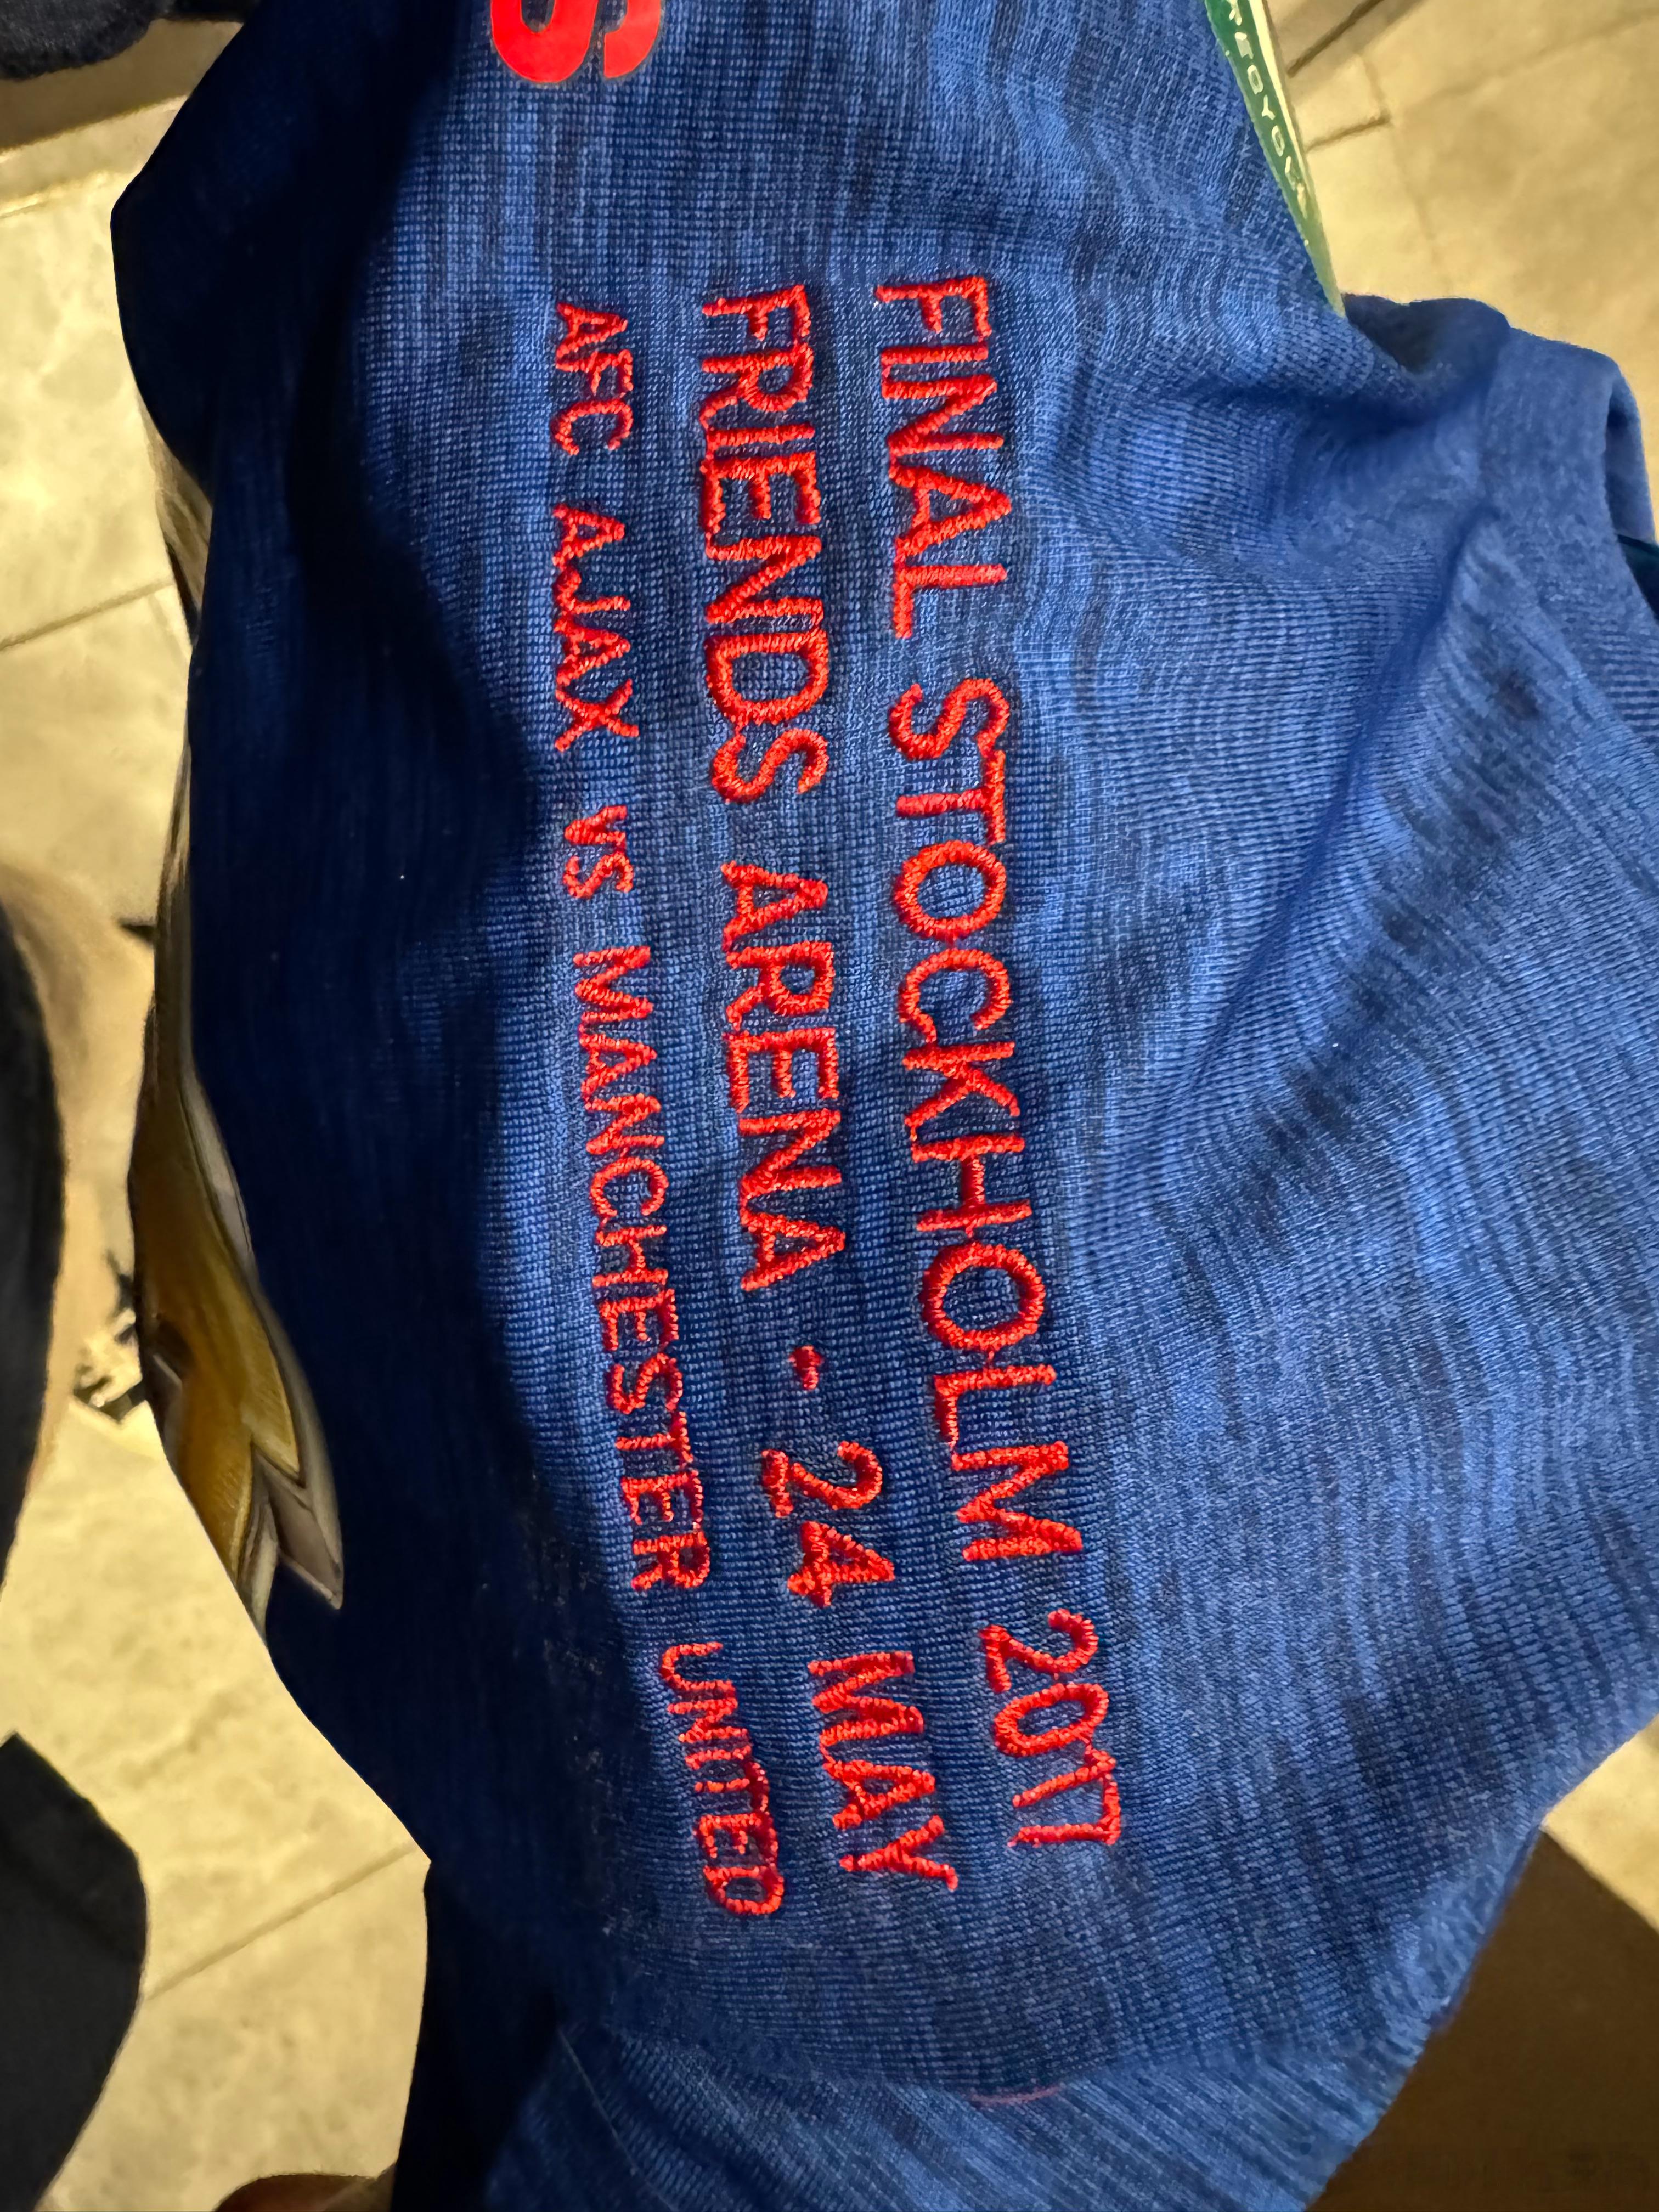 FINAL STOCKHOLM 2017
FRIENDS ARENA · 24 MAY
AFC AJAX VS MANCHESTER UNITED